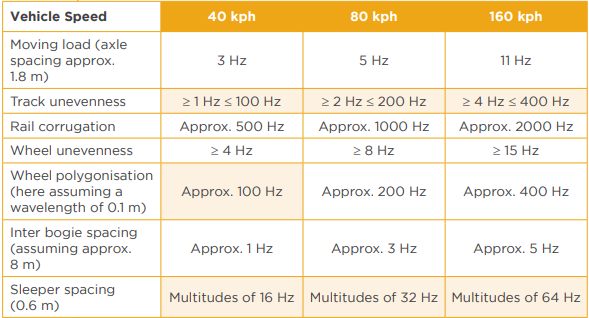 Vehicle Speed 40 kph 80 kph 160 kph
Moving load (axle
spacing approx.
1.8 m) 3 Hz 5 Hz 11 Hz
Track unevenness ≥ 1 Hz ≤ 100 Hz ≥ 2 Hz ≤ 200 Hz ≥ 4 Hz ≤ 400 Hz
Rail corrugation Approx. 500 Hz Approx. 1000 Hz Approx. 2000 Hz
Wheel unevenness ≥ 4 Hz ≥ 8 Hz ≥ 15 Hz
Wheel polygonisation
(here assuming a
wavelength of 0.1 m) Approx. 100 Hz Approx. 200 Hz Approx. 400 Hz
Inter bogie spacing
(assuming approx.
8 m) Approx. 1 Hz Approx. 3 Hz Approx. 5 Hz
Sleeper spacing
(0.6 m) Multitudes of 16 Hz Multitudes of 32 Hz Multitudes of 64 Hz